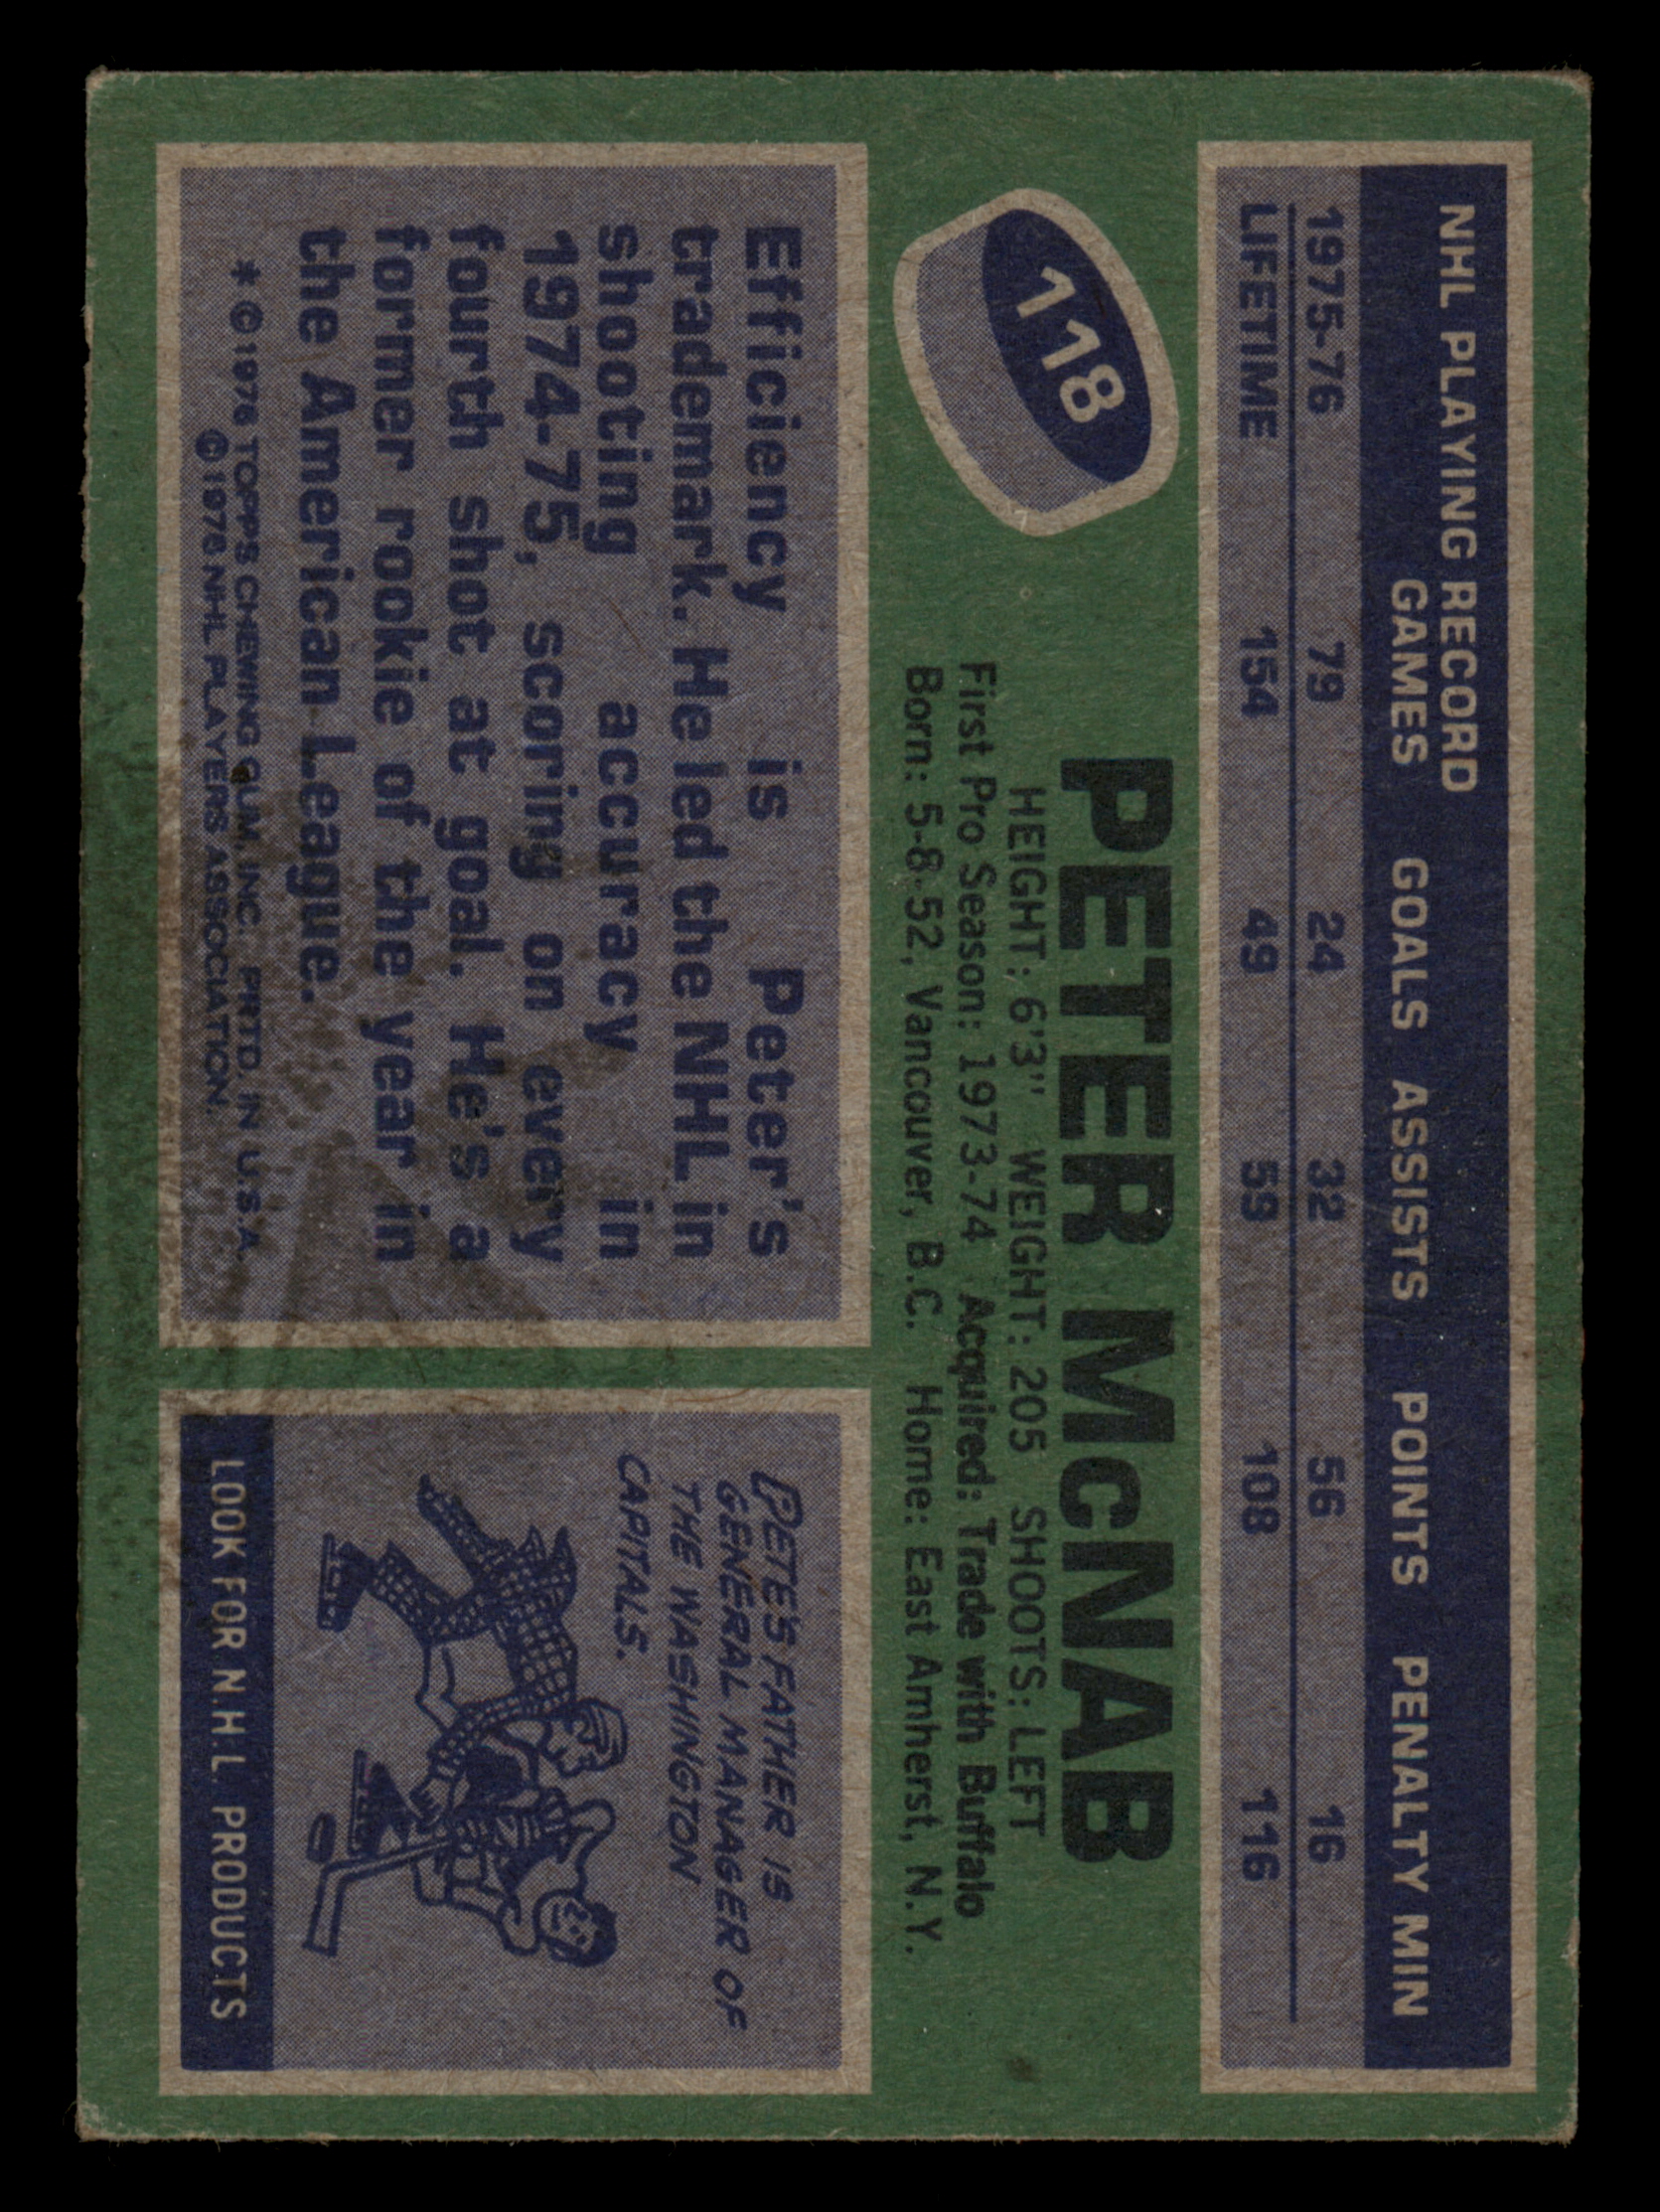 NHL PLAYING RECORD
GAMES GOALS ASSISTS POINTS PENALTY MIN
1975-76 79 24 32 56 16
LIFETIME 154 49 59 108 116
118
PETER McNAB
HEIGHT: 6'3" WEIGHT: 205 SHOOTS: LEFT
First Pro Season: 1973-74 Acquired: Trade with Buffalo
Born: 5-8-52, Vancouver, B.C. Home: East Amherst, N.Y.
Efficiency is Peter's
trademark. He led the NHL in
shooting accuracy in
1974-75, scoring on every
fourth shot at goal. He's a
former rookie of the year in
the American League.
* ©1976 TOPPS CHEWING GUM, INC. PRTD. IN U.S.A.
©1976 NHL PLAYERS ASSOCIATION.
PETE'S FATHER IS
GENERAL MANAGER OF
THE WASHINGTON
CAPITALS.
LOOK FOR N.H.L. PRODUCTS